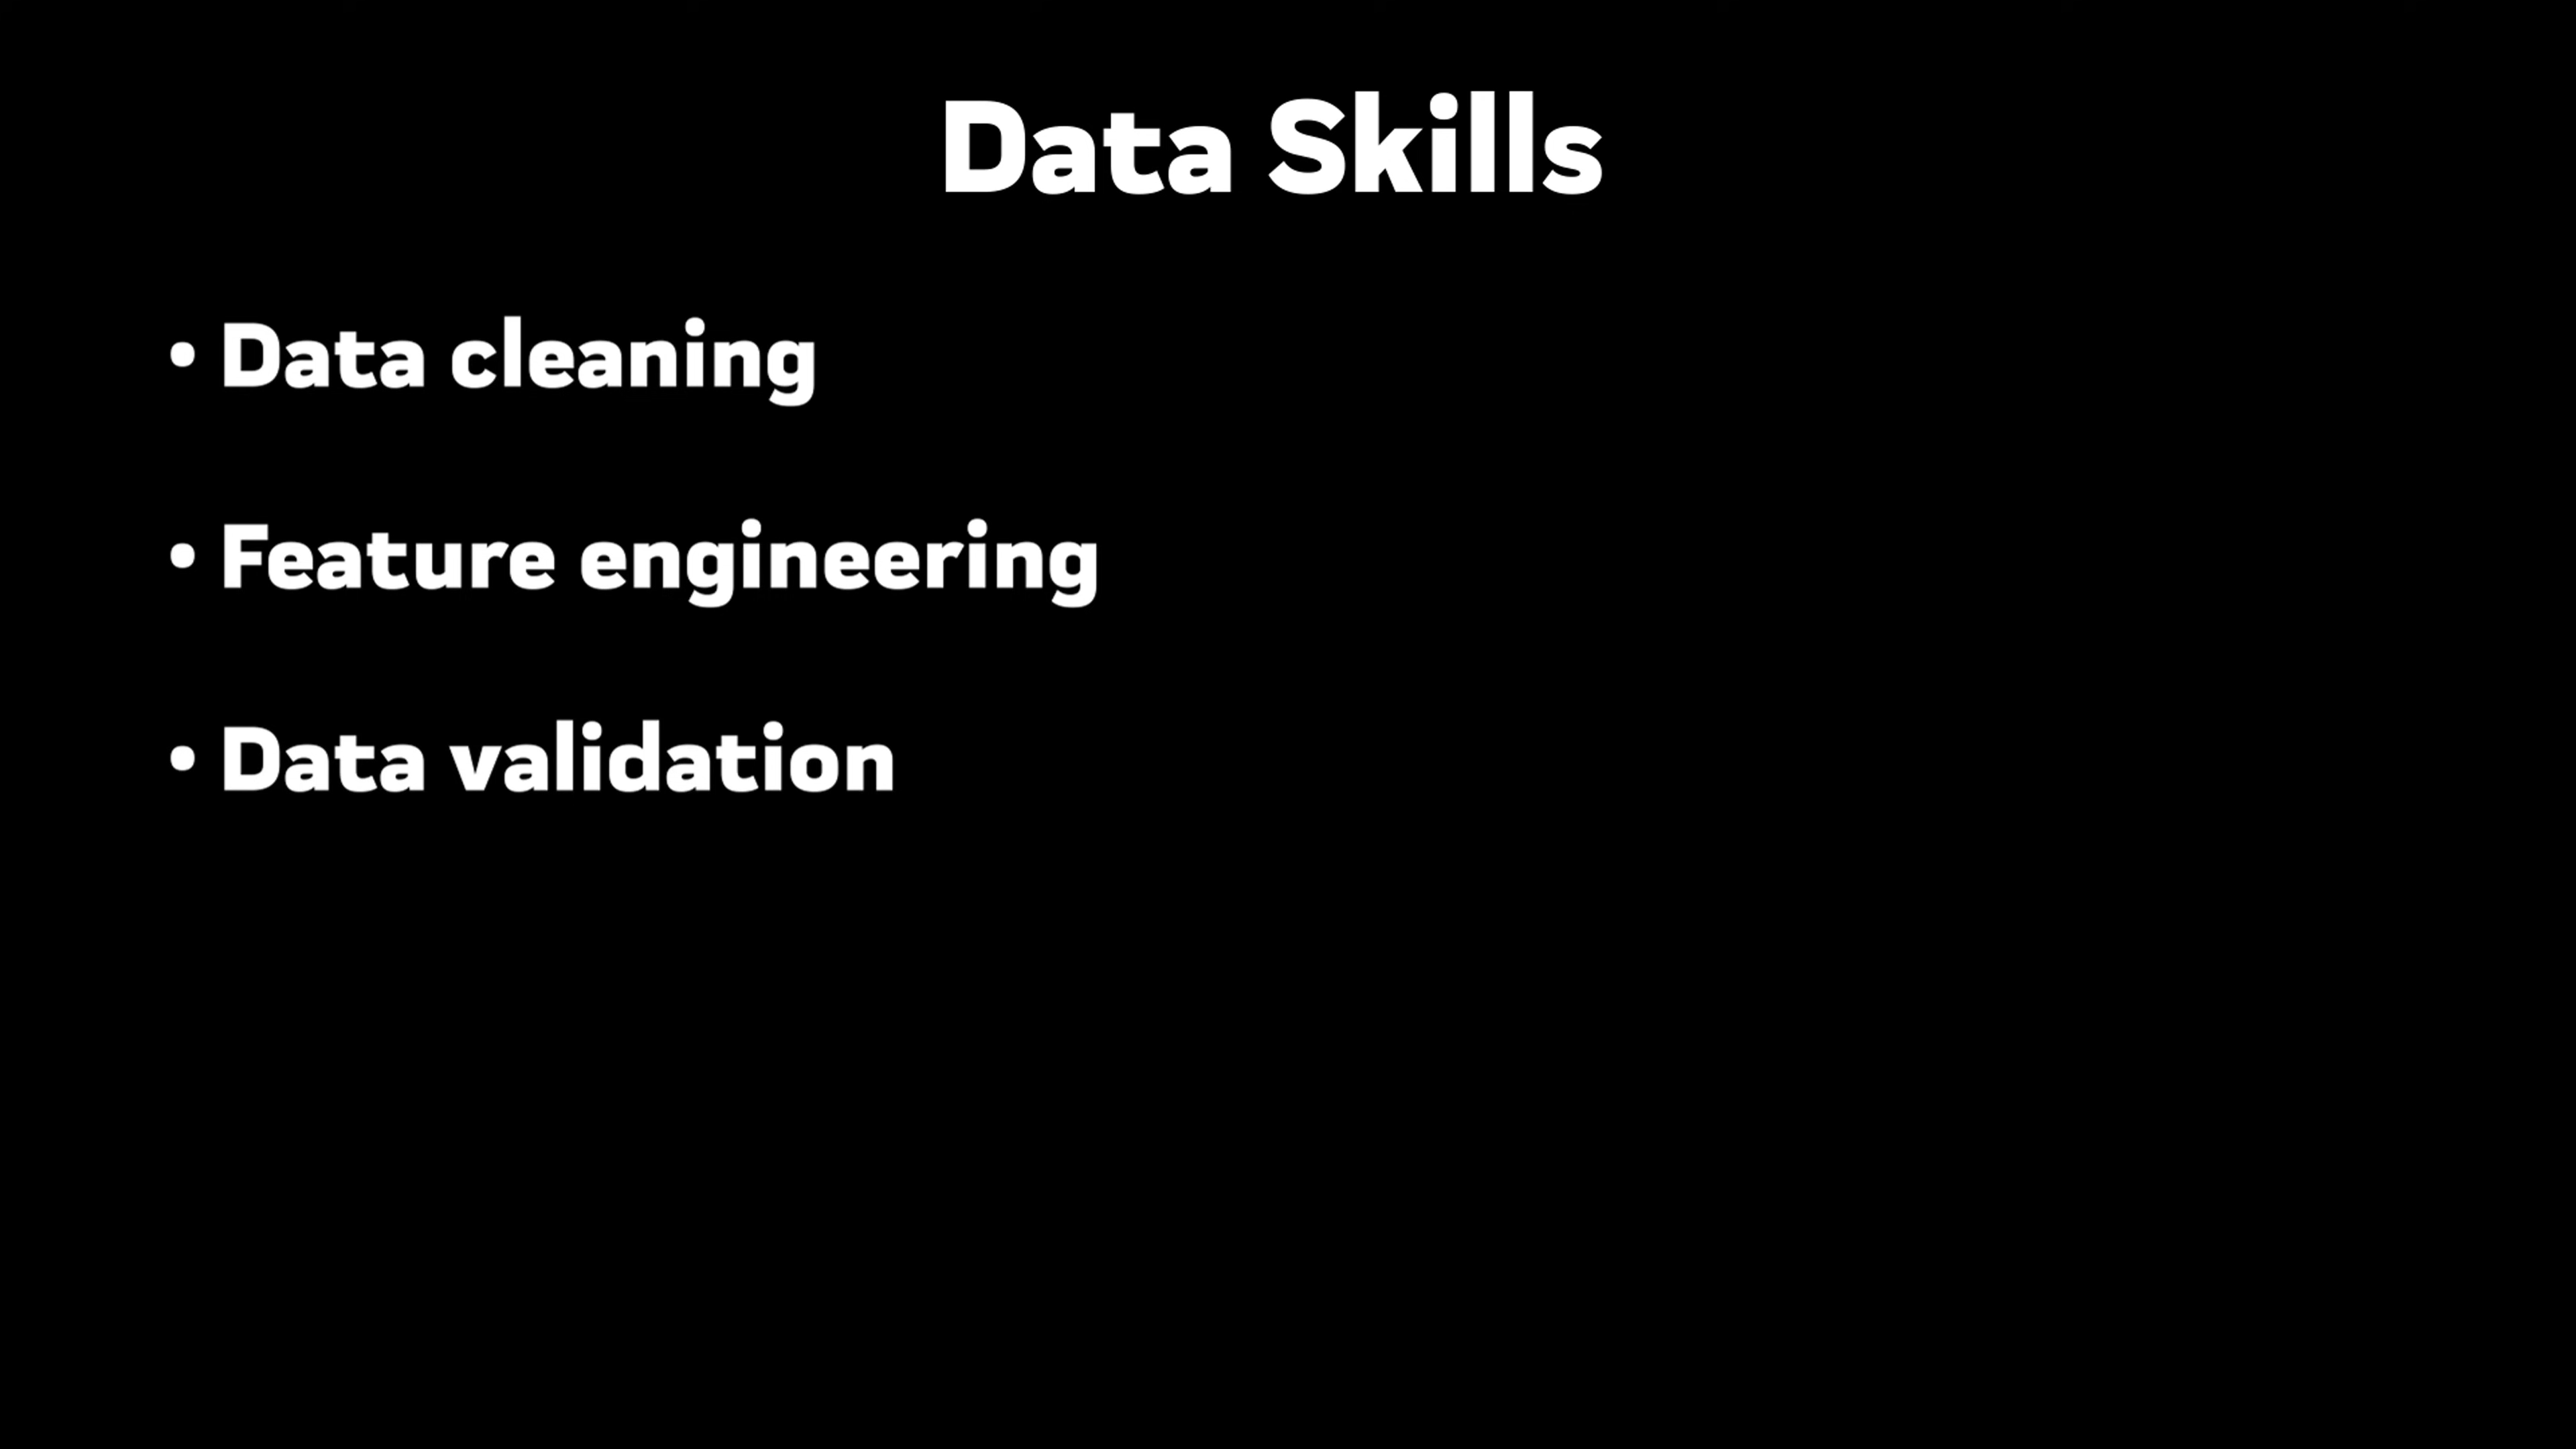 Data Skills
• Data cleaning
• Feature engineering
• Data validation